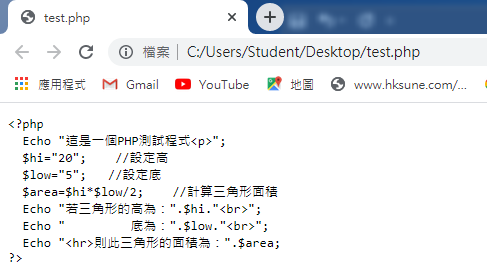 test.php
檔案 | C:/Users/Student/Desktop/test.php
應用程式 Gmail YouTube 地圖 www.hksune.com/...
<?php
  Echo "這是一個PHP測試程式<p>";
  $hi="20";    //設定高
  $low="5";   //設定底
  $area=$hi*$low/2;    //計算三角形面積
  Echo "若三角形的高為：".$hi."<br>";
  Echo "         底為：".$low."<br>";
  Echo "<hr>則此三角形的面積為：".$area;
?>